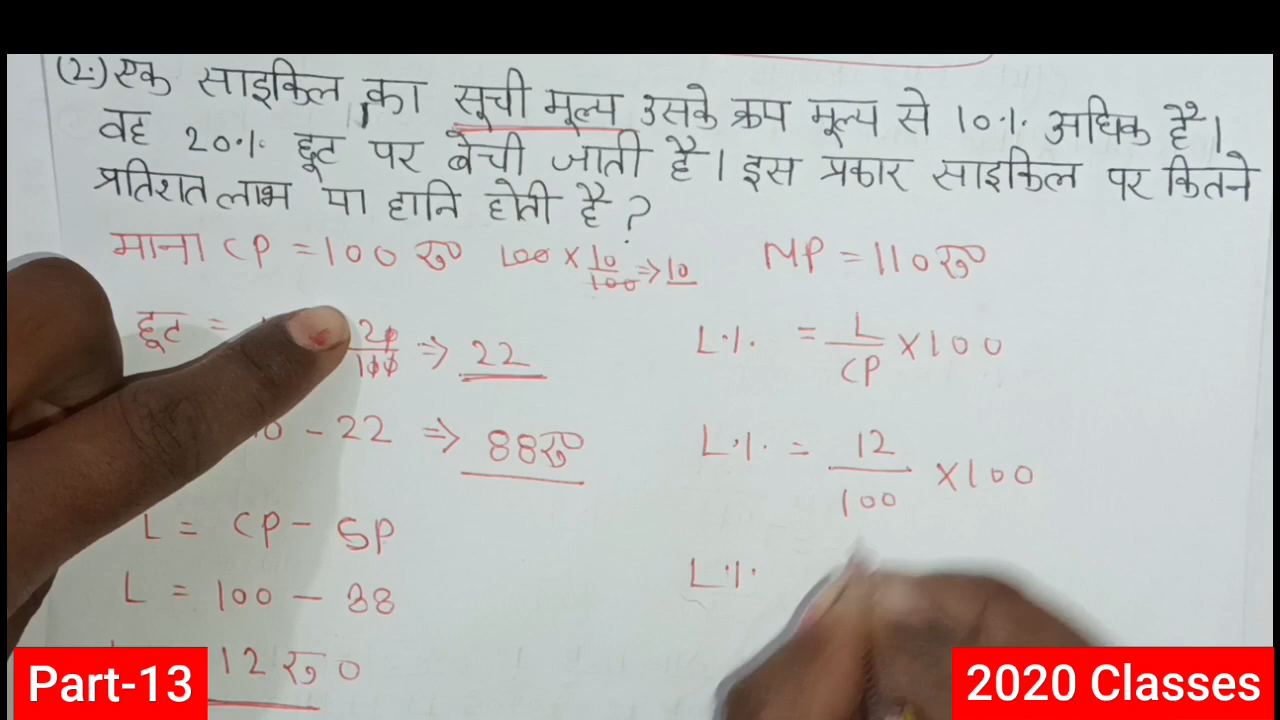 (2.) एक साइकिल का सूची मूल्य उसके क्रय मूल्य से 10% अधिक है।
वह 20% छूट पर बेची जाती है। इस प्रकार साइकिल पर कितने
प्रतिशत लाभ या हानि होती है?
माना CP = 100 रु० 100 × 10/100 ⇒ 10 MP = 110 रु०
छूट = 20/100 ⇒ 22
L% = L/CP × 100
- 22 ⇒ 88 रु०
L% = 12/100 × 100
L = CP - SP
L%
L = 100 - 88
12 रु०
Part-13
2020 Classes